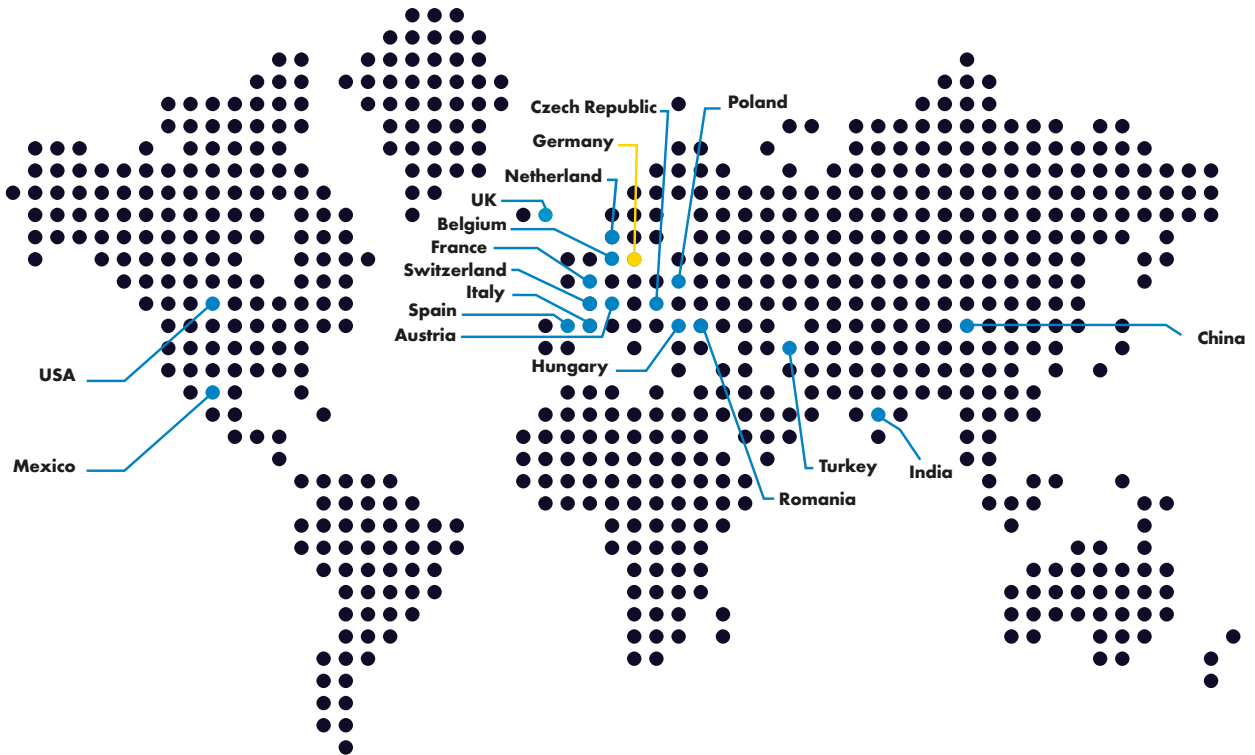 Czech Republic
Poland
Germany
Netherland
UK
Belgium
France
Switzerland
Italy
Spain
Austria
Hungary
China
USA
Mexico
Turkey
India
Romania